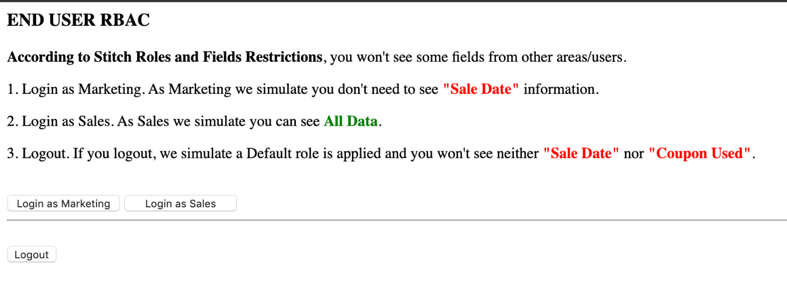 END USER RBAC
According to Stitch Roles and Fields Restrictions, you won't see some fields from other areas/users.
1. Login as Marketing. As Marketing we simulate you don't need to see "Sale Date" information.
2. Login as Sales. As Sales we simulate you can see All Data.
3. Logout. If you logout, we simulate a Default role is applied and you won't see neither "Sale Date" nor "Coupon Used".
Login as Marketing Login as Sales
Logout